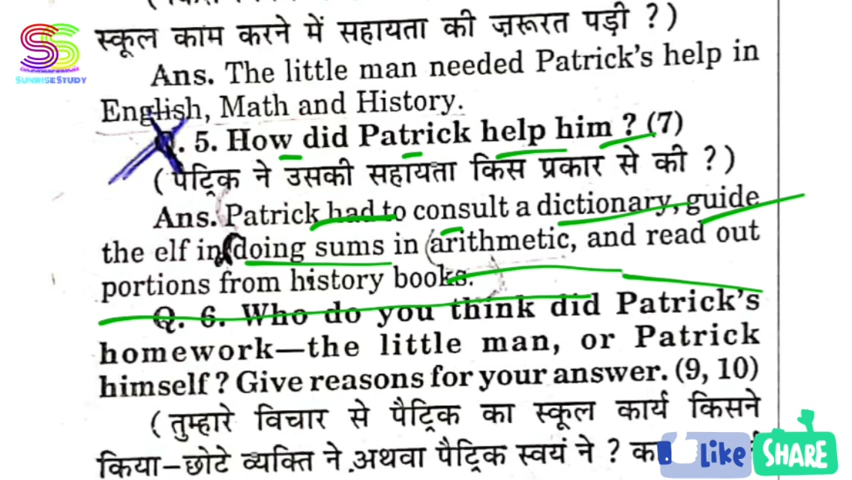 स्कूल काम करने में सहायता की ज़रूरत पड़ी ?)
SUNRISE STUDY
Ans. The little man needed Patrick's help in
English, Math and History.
Q. 5. How did Patrick help him ? (7)
(पैट्रिक ने उसकी सहायता किस प्रकार से की ?)
Ans. Patrick had to consult a dictionary, guide
the elf in doing sums in arithmetic, and read out
portions from history books.
Q. 6. Who do you think did Patrick's
homework—the little man, or Patrick
himself? Give reasons for your answer. (9, 10)
(तुम्हारे विचार से पैट्रिक का स्कूल कार्य किसने
किया–छोटे व्यक्ति ने अथवा पैट्रिक स्वयं ने ?
Like SHARE